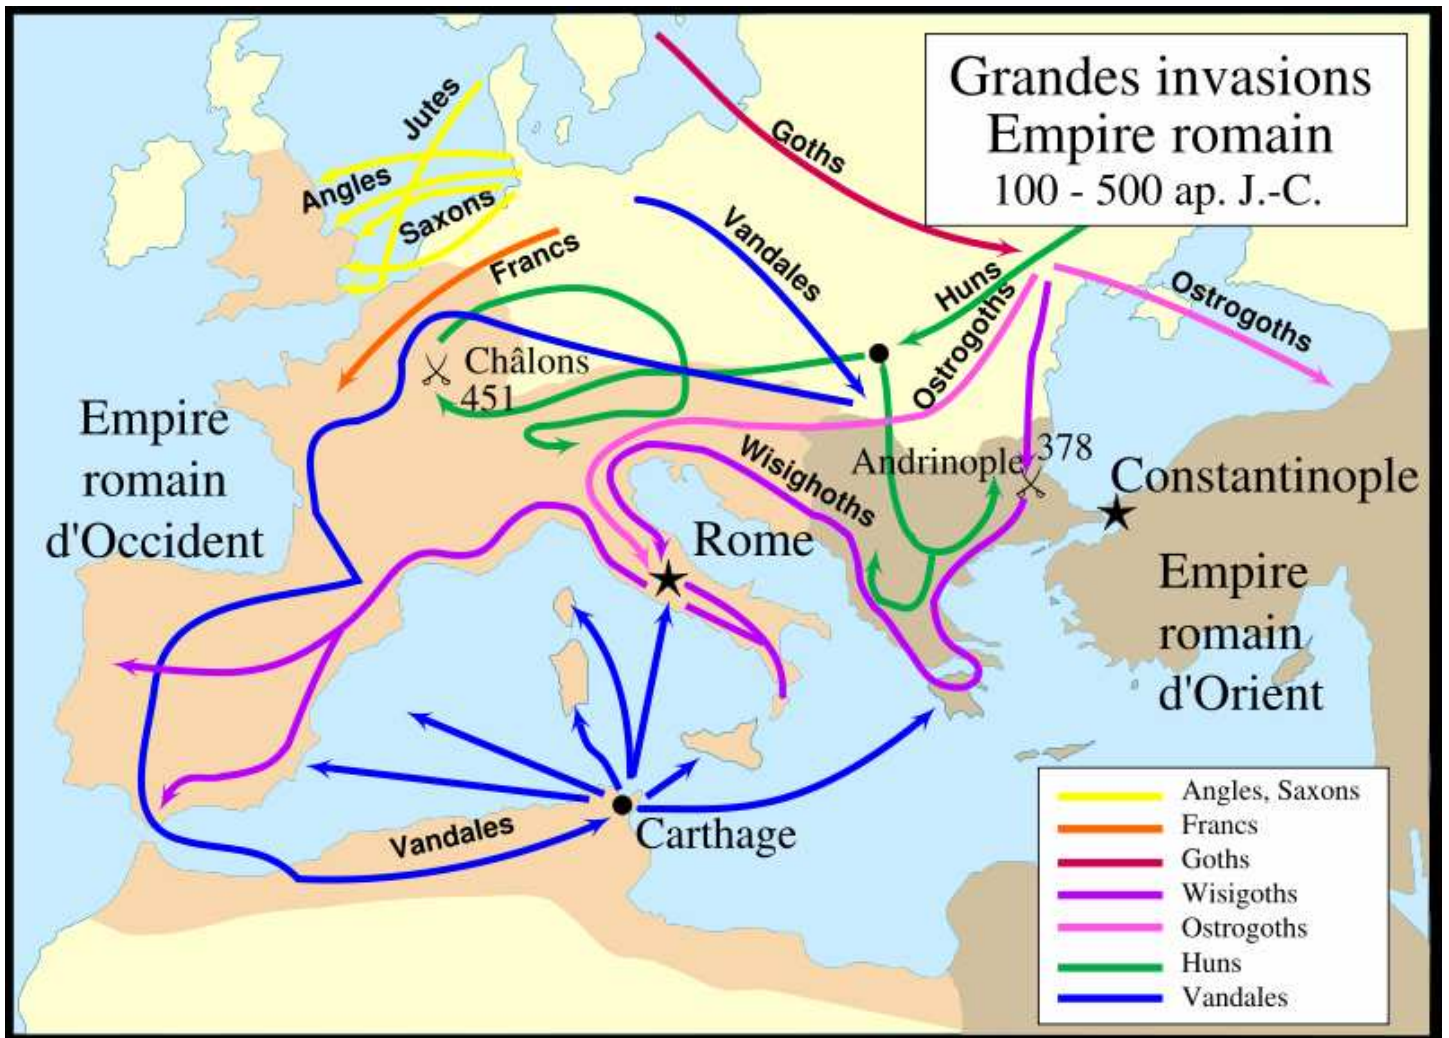 Grandes invasions
Empire romain
100 - 500 ap. J.-C.
Jutes
Angles
Saxons
Francs
Goths
Vandales
Huns
Ostrogoths
Ostrogoths
Châlons
451
Empire
romain
d'Occident
Wisighoths
Andrinople
378
Constantinople
Rome
Empire
romain
d'Orient
Vandales
Carthage
Angles, Saxons
Francs
Goths
Wisigoths
Ostrogoths
Huns
Vandales